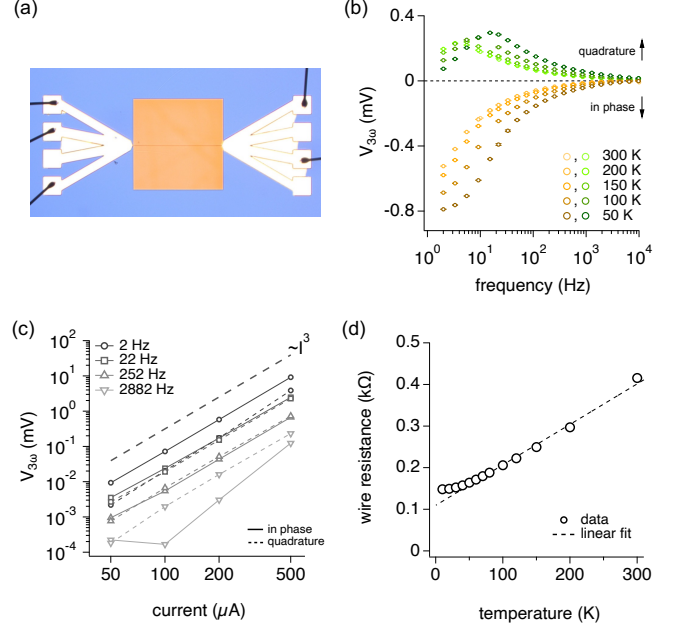 (a)
(b)
0.4
0
-0.4
-0.8
V3ω (mV)
quadrature
in phase
, 300 K
, 200 K
, 150 K
, 100 K
, 50 K
10^0 10^1 10^2 10^3 10^4
frequency (Hz)
(c)
10^2
10^1
10^0
10^-1
10^-2
10^-3
10^-4
V3ω (mV)
2 Hz
22 Hz
252 Hz
2882 Hz
~I^3
in phase
quadrature
50 100 200 500
current (µA)
(d)
0.5
0.4
0.3
0.2
0.1
0
wire resistance (kΩ)
data
linear fit
0 100 200 300
temperature (K)